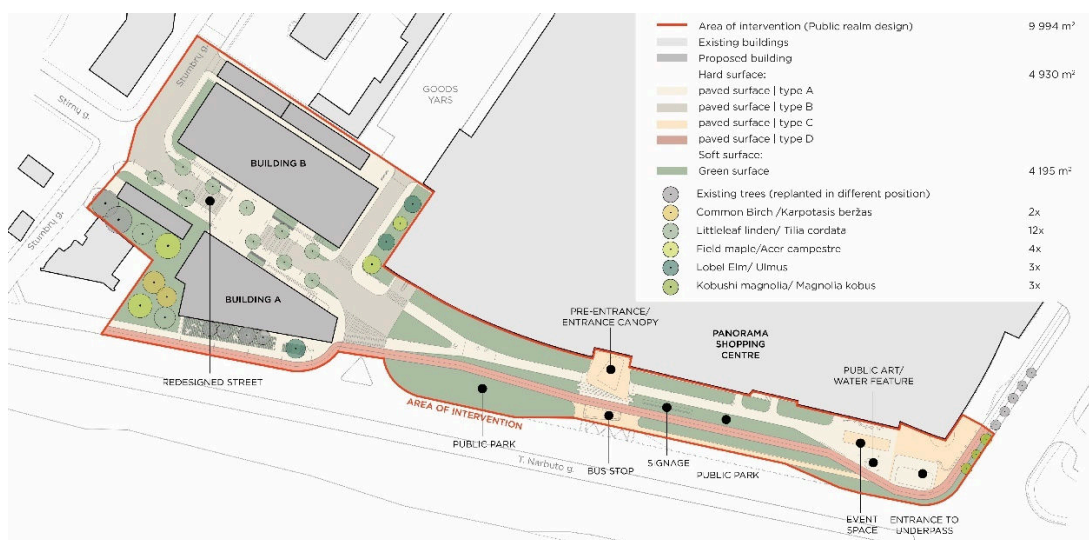 Area of intervention (Public realm design) 9 994 m²
Existing buildings
Proposed building
Hard surface: 4 930 m²
paved surface | type A
paved surface | type B
paved surface | type C
paved surface | type D
Soft surface:
Green surface 4 195 m²
Existing trees (replanted in different position)
Common Birch /Karpotasis beržas 2x
Littleleaf linden/ Tilia cordata 12x
Field maple/Acer campestre 4x
Lobel Elm/ Ulmus 3x
Kobushi magnolia/ Magnolia kobus 3x
Stumbrų g.
Stirnų g.
GOODS
YARS
BUILDING B
Stumbrų g.
BUILDING A
REDESIGNED STREET
PRE-ENTRANCE/
ENTRANCE CANOPY
PANORAMA
SHOPPING
CENTRE
PUBLIC ART/
WATER FEATURE
AREA OF INTERVENTION
PUBLIC PARK
BUS STOP
SIGNAGE
PUBLIC PARK
T. Narbuto g.
EVENT
SPACE
ENTRANCE TO
UNDERPASS